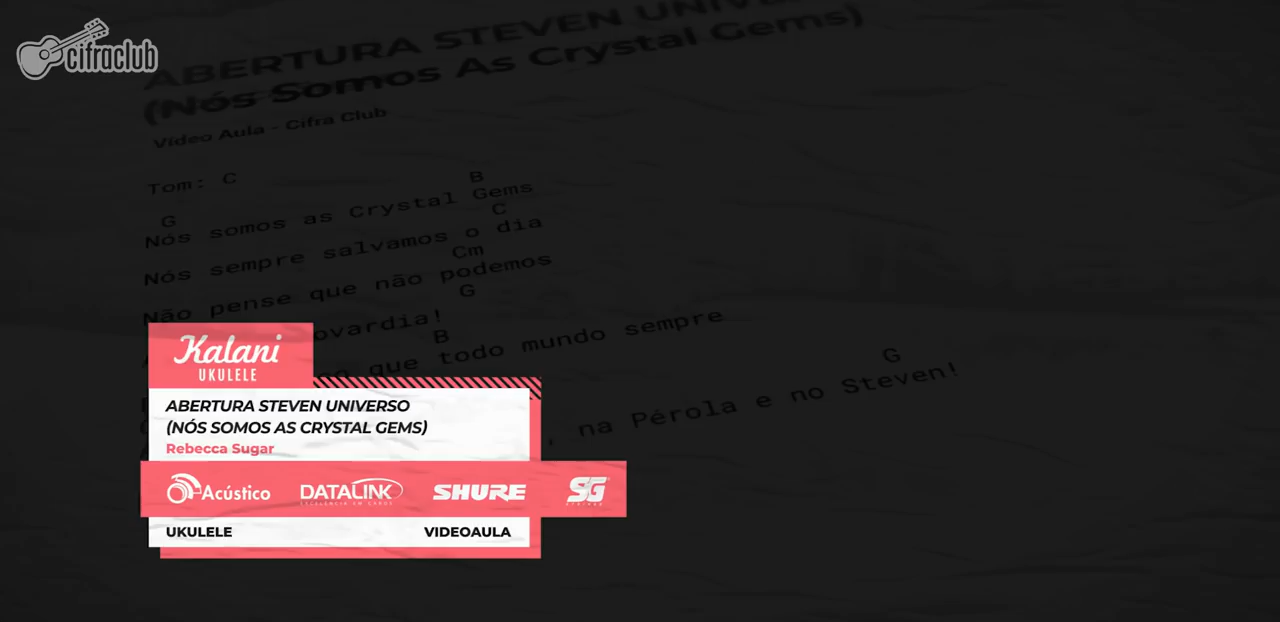 cifraclub
ABERTURA STEVEN
(Nós Somos As Crystal Gems)
Vídeo Aula - Cifra Club
Tom: C
G B
Nós somos as Crystal Gems
C
Nós sempre salvamos o dia
Cm
Não pense que não podemos
G
B
que todo mundo sempre
G
, na Pérola e no Steven!
Kalani
UKULELE
ABERTURA STEVEN UNIVERSO
(NÓS SOMOS AS CRYSTAL GEMS)
Rebecca Sugar
Acústico DATALINK SHURE SG
UKULELE VIDEOAULA